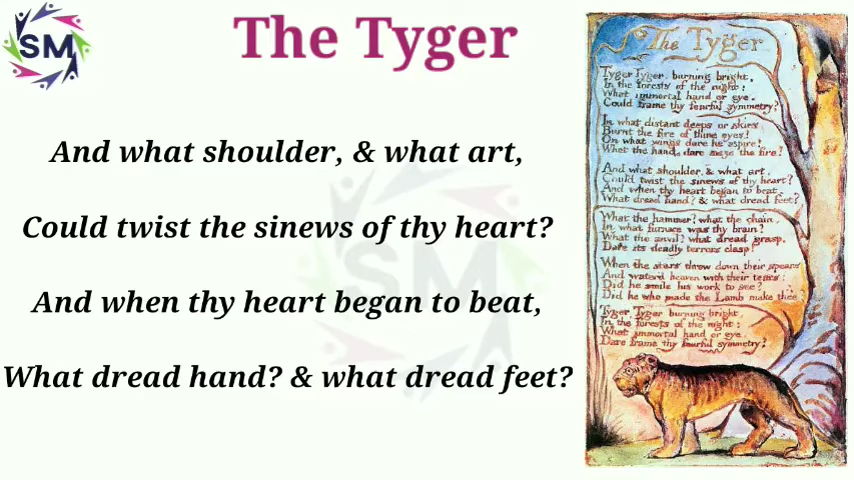 SM
The Tyger
And what shoulder, & what art,
Could twist the sinews of thy heart?
And when thy heart began to beat,
What dread hand? & what dread feet?
SM
The Tyger
Tyger Tyger, burning bright,
In the forests of the night:
What immortal hand or eye,
Could frame thy fearful symmetry?
In what distant deeps or skies
Burnt the fire of thine eyes?
On what wings dare he aspire?
What the hand, dare sieze the fire?
And what shoulder, & what art,
Could twist the sinews of thy heart?
And when thy heart began to beat,
What dread hand? & what dread feet?
What the hammer? what the chain,
In what furnace was thy brain?
What the anvil? what dread grasp,
Dare its deadly terrors clasp!
When the stars threw down their spears
And water'd heaven with their tears:
Did he smile his work to see?
Did he who made the Lamb make thee?
Tyger Tyger burning bright,
In the forests of the night:
What immortal hand or eye,
Dare frame thy fearful symmetry?